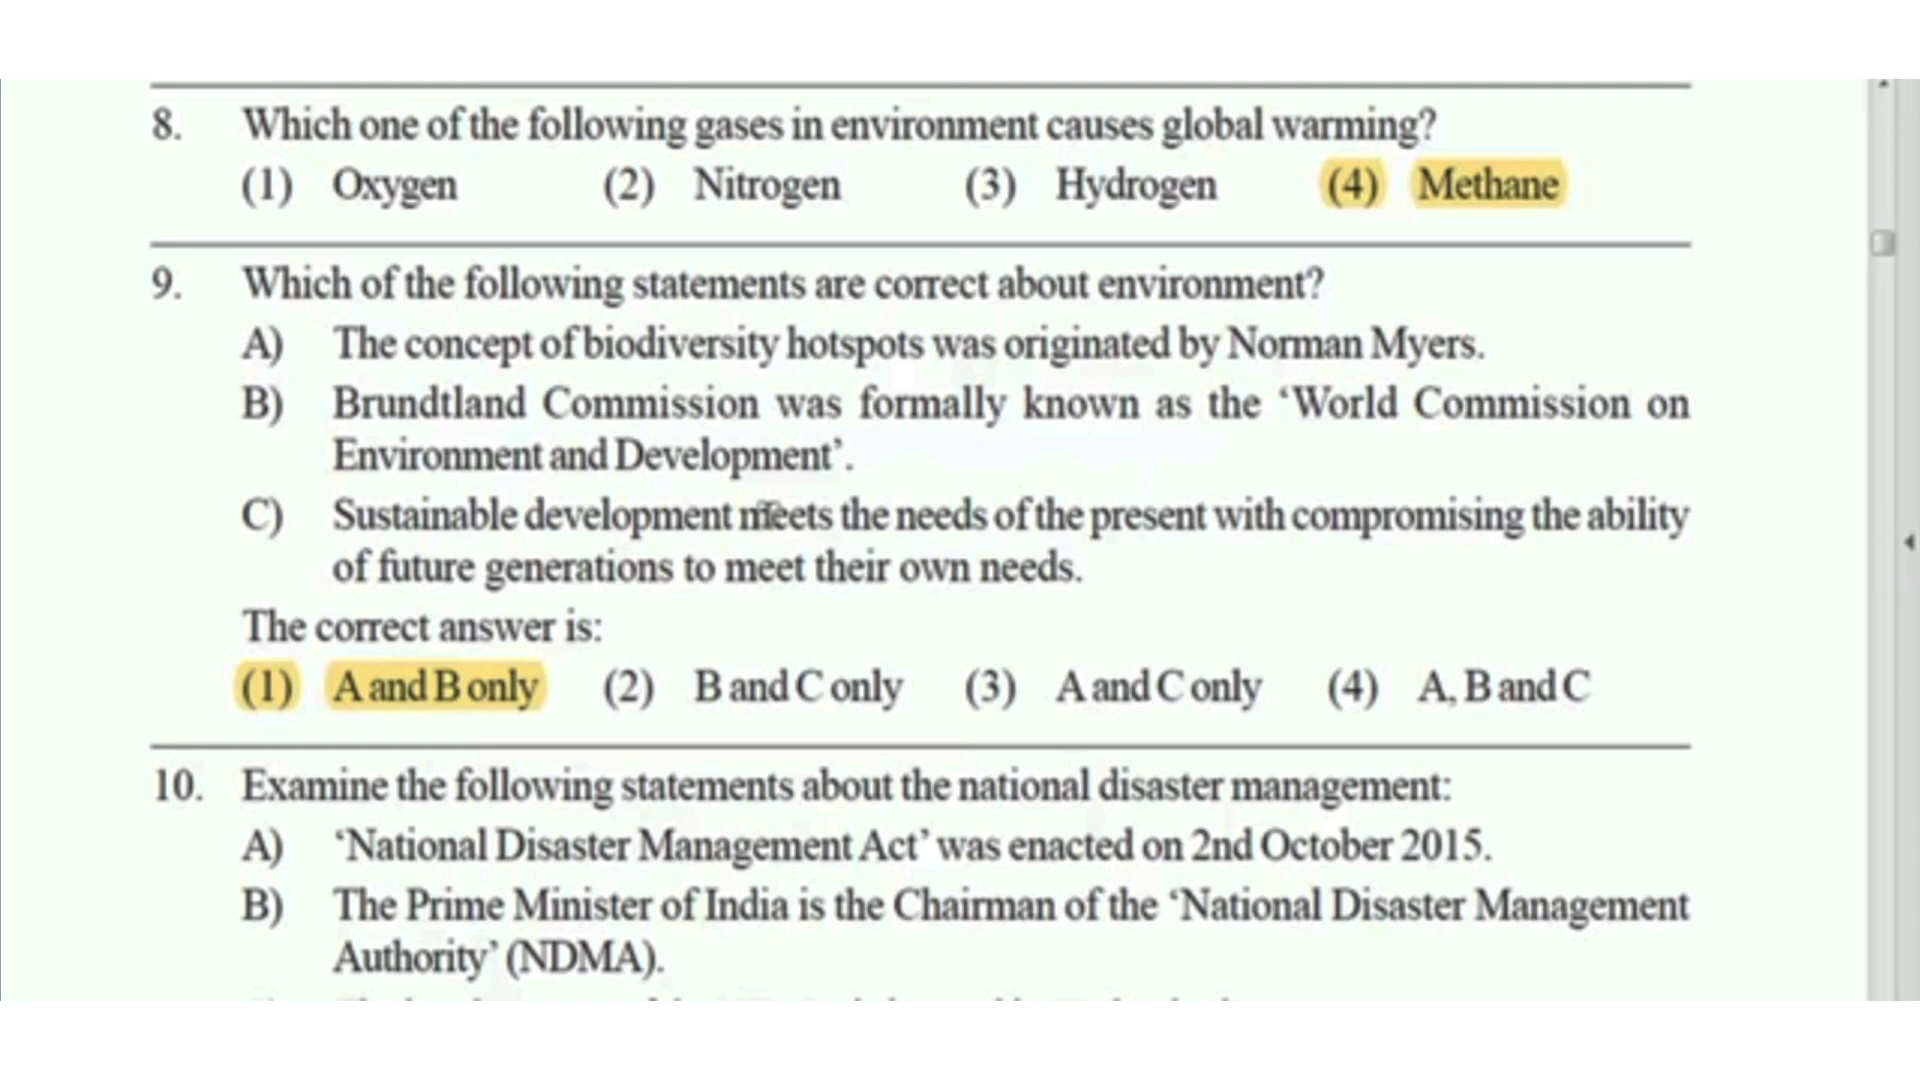 8. Which one of the following gases in environment causes global warming?
(1) Oxygen (2) Nitrogen (3) Hydrogen (4) Methane
9. Which of the following statements are correct about environment?
A) The concept of biodiversity hotspots was originated by Norman Myers.
B) Brundtland Commission was formally known as the ‘World Commission on
Environment and Development’.
C) Sustainable development meets the needs of the present with compromising the ability
of future generations to meet their own needs.
The correct answer is:
(1) A and B only (2) B and C only (3) A and C only (4) A, B and C
10. Examine the following statements about the national disaster management:
A) ‘National Disaster Management Act’ was enacted on 2nd October 2015.
B) The Prime Minister of India is the Chairman of the ‘National Disaster Management
Authority’ (NDMA).